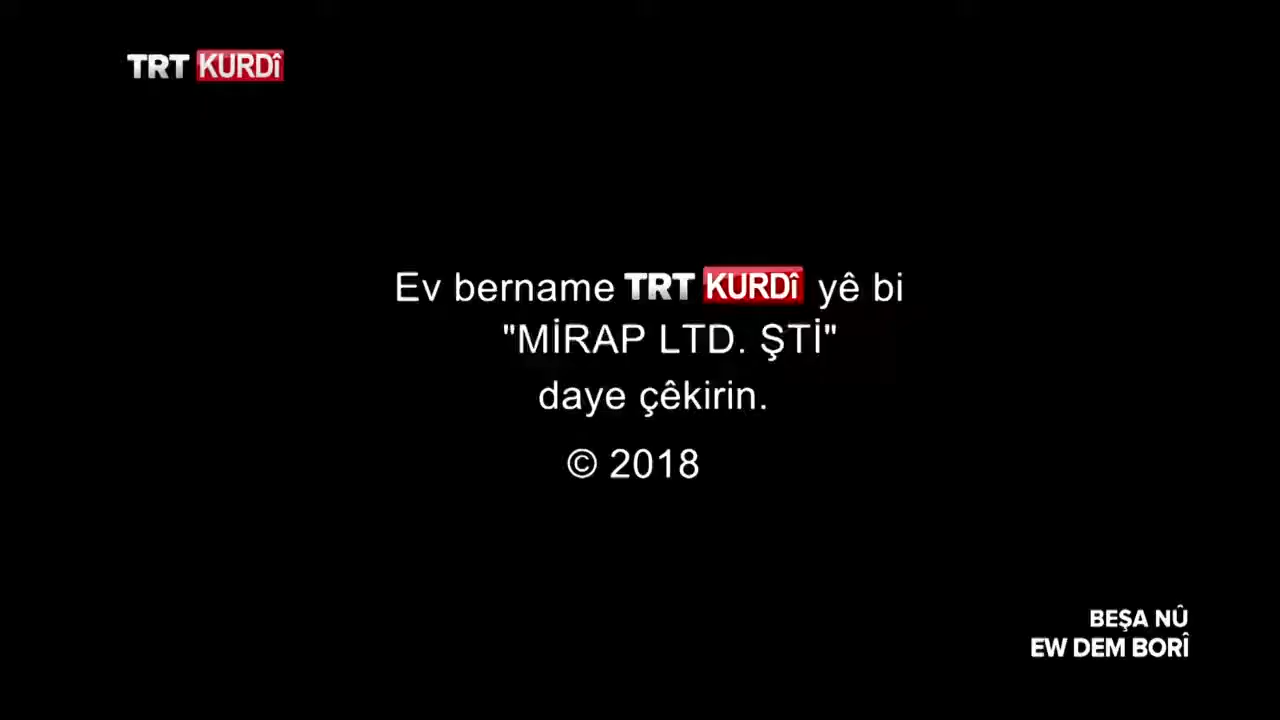 TRT KURDÎ
Ev bername TRT KURDÎ yê bi
"MİRAP LTD. ŞTİ"
daye çêkirin.
© 2018
BEŞA NÛ
EW DEM BORÎ